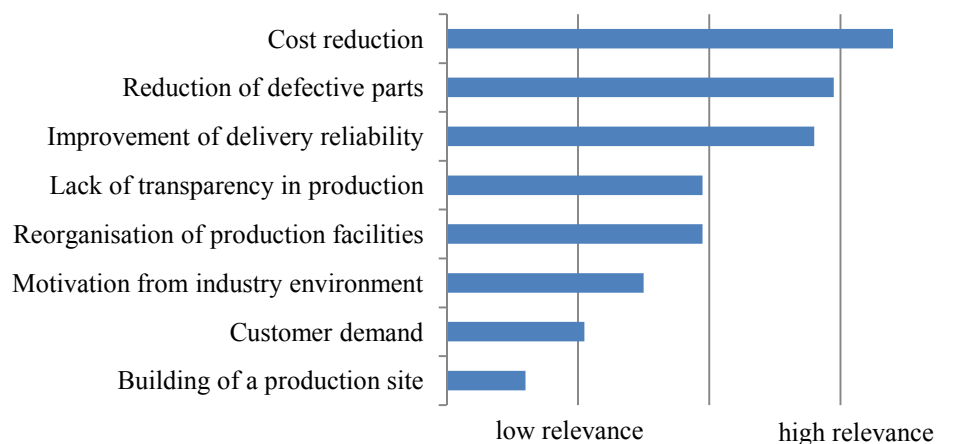 Cost reduction
Reduction of defective parts
Improvement of delivery reliability
Lack of transparency in production
Reorganisation of production facilities
Motivation from industry environment
Customer demand
Building of a production site
low relevance high relevance